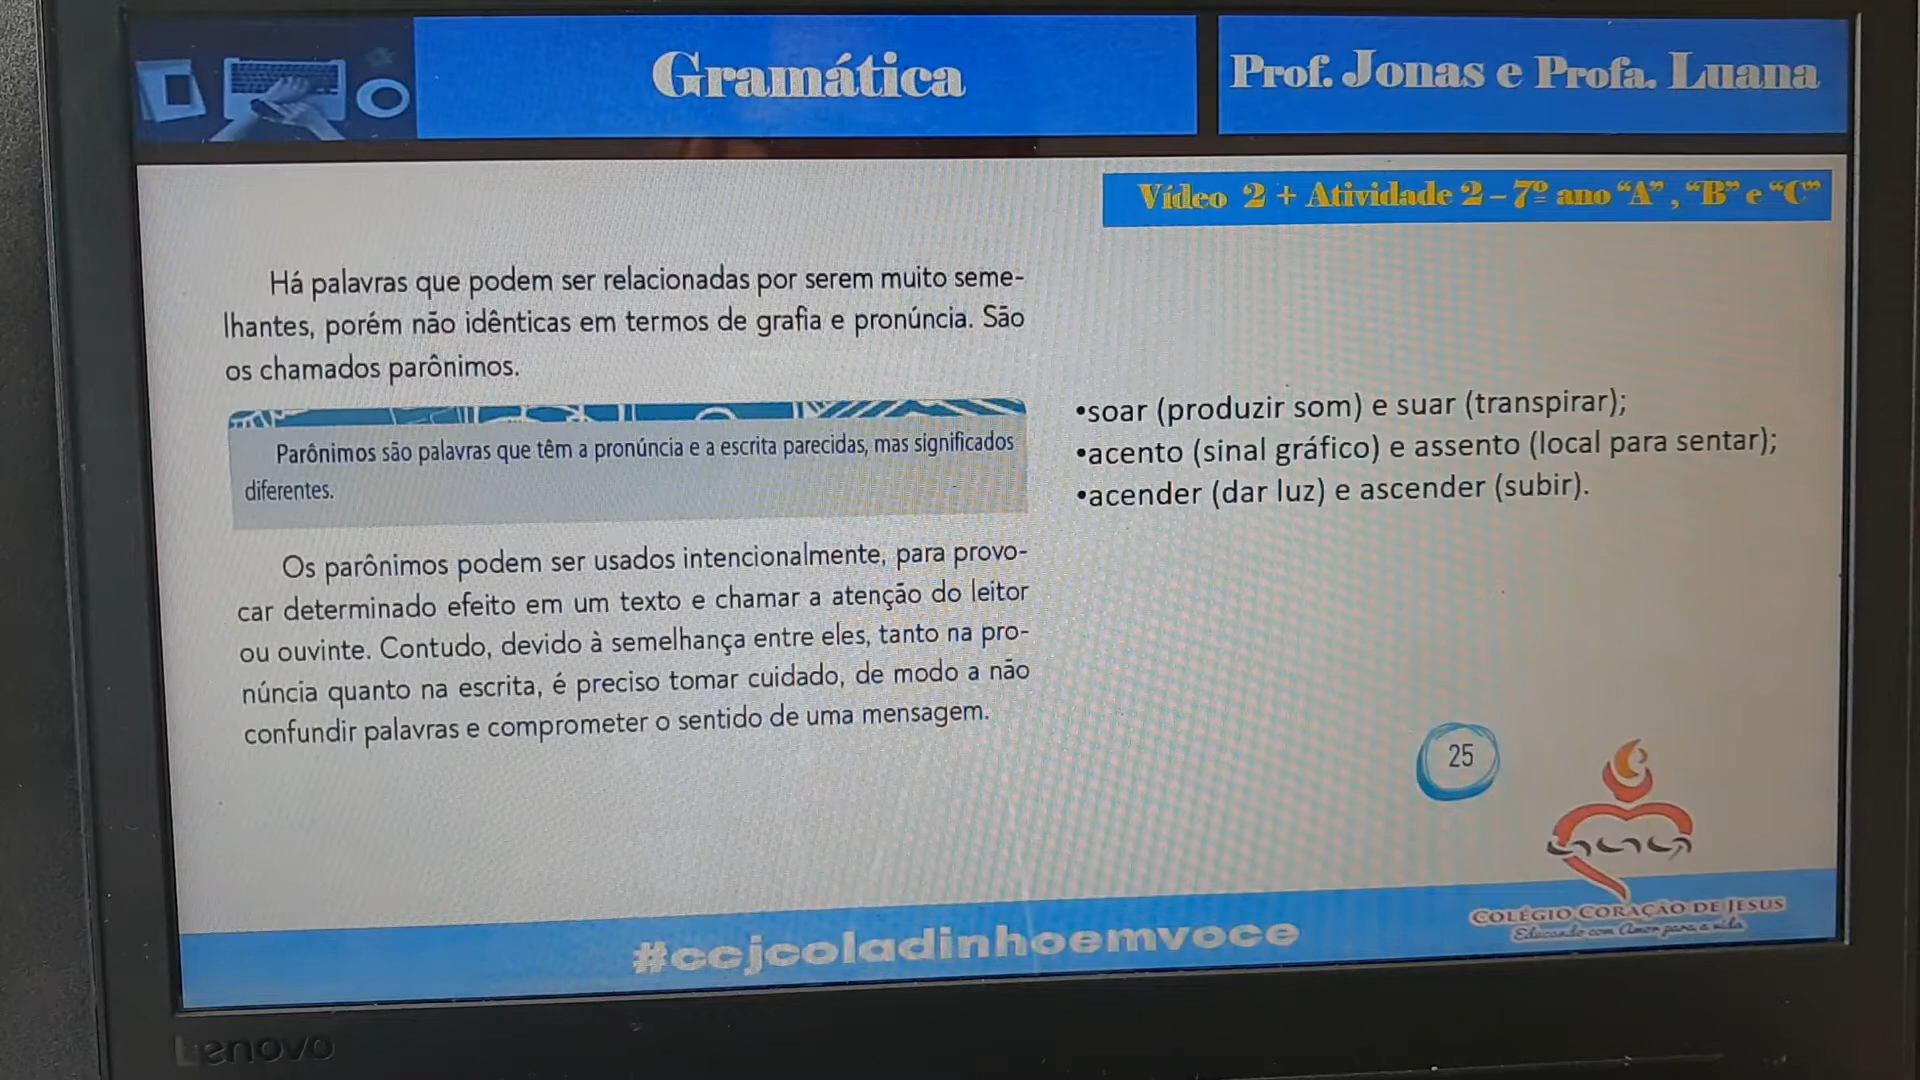 Gramática
Prof. Jonas e Profa. Luana
Vídeo 2 + Atividade 2 – 7º ano “A”, “B” e “C”
Há palavras que podem ser relacionadas por serem muito seme-
lhantes, porém não idênticas em termos de grafia e pronúncia. São
os chamados parônimos.
Parônimos são palavras que têm a pronúncia e a escrita parecidas, mas significados
diferentes.
Os parônimos podem ser usados intencionalmente, para provo-
car determinado efeito em um texto e chamar a atenção do leitor
ou ouvinte. Contudo, devido à semelhança entre eles, tanto na pro-
núncia quanto na escrita, é preciso tomar cuidado, de modo a não
confundir palavras e comprometer o sentido de uma mensagem.
•soar (produzir som) e suar (transpirar);
•acento (sinal gráfico) e assento (local para sentar);
•acender (dar luz) e ascender (subir).
25
COLÉGIO CORAÇÃO DE JESUS
Educando com Amor para a vida
#ccjcoladinhoemvoce
Lenovo